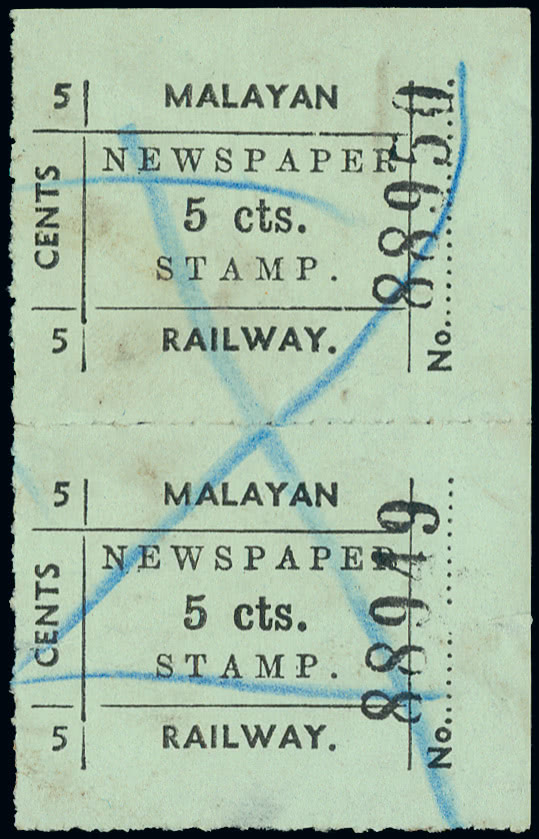 5 MALAYAN
CENTS
NEWSPAPER
5 cts.
STAMP.
5 RAILWAY.
No. 88950
5 MALAYAN
CENTS
NEWSPAPER
5 cts.
STAMP.
5 RAILWAY.
No. 88949